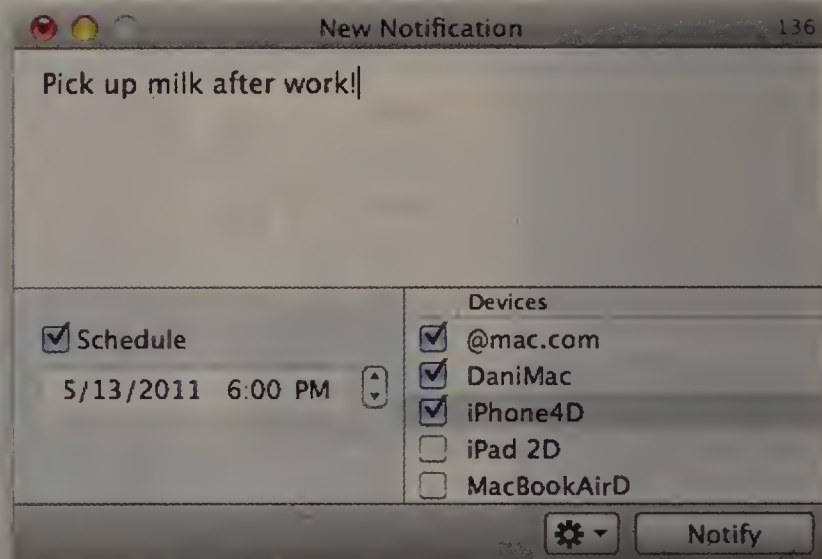 New Notification 136
Pick up milk after work!
Schedule
5/13/2011 6:00 PM
Devices
@mac.com
DaniMac
iPhone4D
iPad 2D
MacBookAirD
Notify